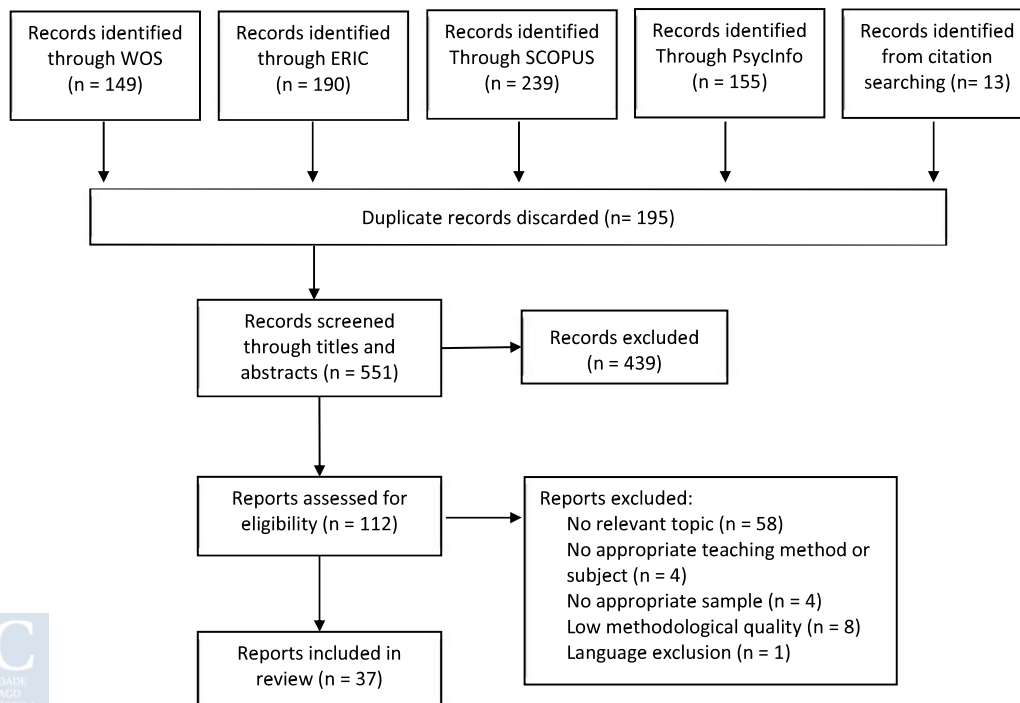 Records identified
through WOS
(n = 149)
Records identified
through ERIC
(n = 190)
Records identified
Through SCOPUS
(n = 239)
Records identified
Through PsycInfo
(n = 155)
Records identified
from citation
searching (n= 13)
Duplicate records discarded (n= 195)
Records screened
through titles and
abstracts (n = 551)
Records excluded
(n = 439)
Reports assessed for
eligibility (n = 112)
Reports excluded:
No relevant topic (n = 58)
No appropriate teaching method or
subject (n = 4)
No appropriate sample (n = 4)
Low methodological quality (n = 8)
Language exclusion (n = 1)
Reports included in
review (n = 37)
C
DADE
AGO